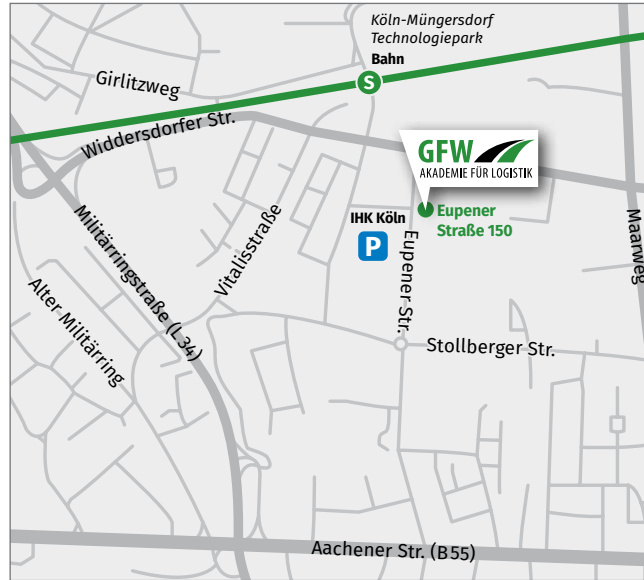 Köln-Müngersdorf
Technologiepark
Bahn
S
Girlitzweg
Widdersdorfer Str.
GFW
AKADEMIE FÜR LOGISTIK
Eupener
Straße 150
IHK Köln
P
Eupener Str.
Maarweg
Vitalisstraße
Militärringstraße (L 34)
Alter Militärring
Stollberger Str.
Aachener Str. (B 55)